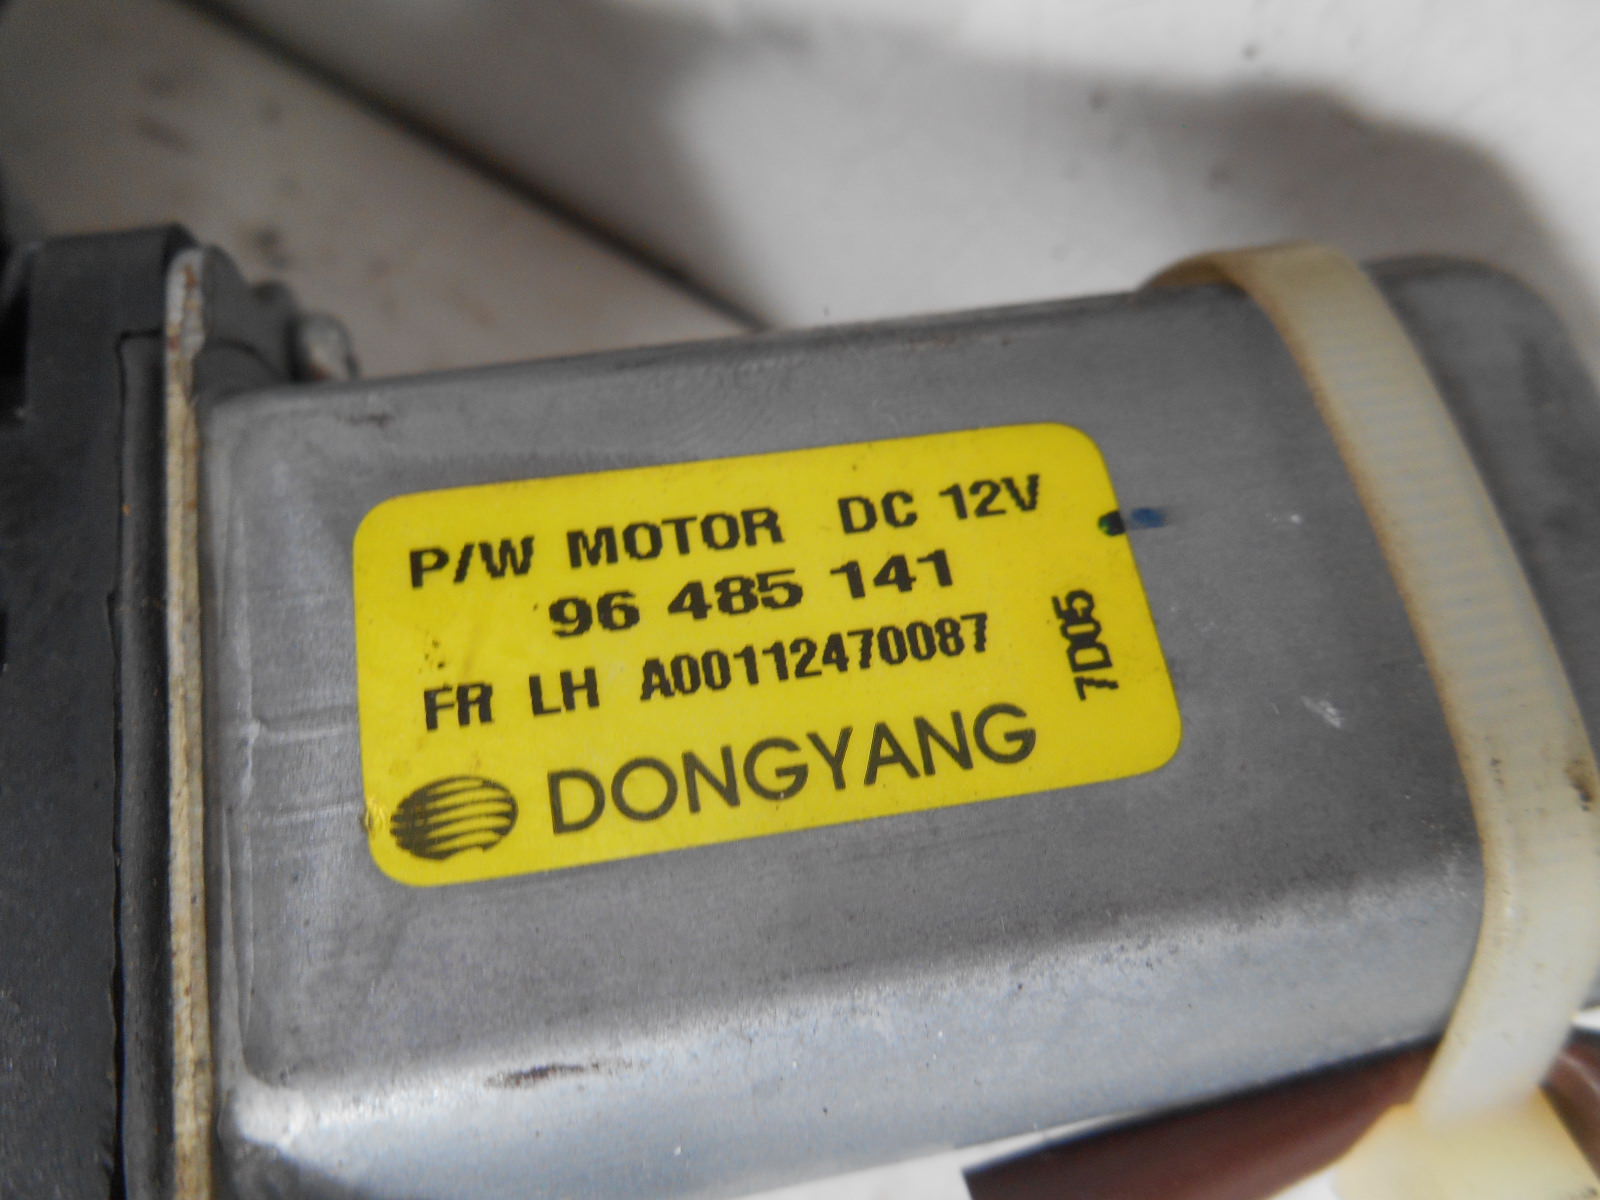 P/W MOTOR DC 12V
96 485 141
FR LH A00112470087
7D05
DONGYANG